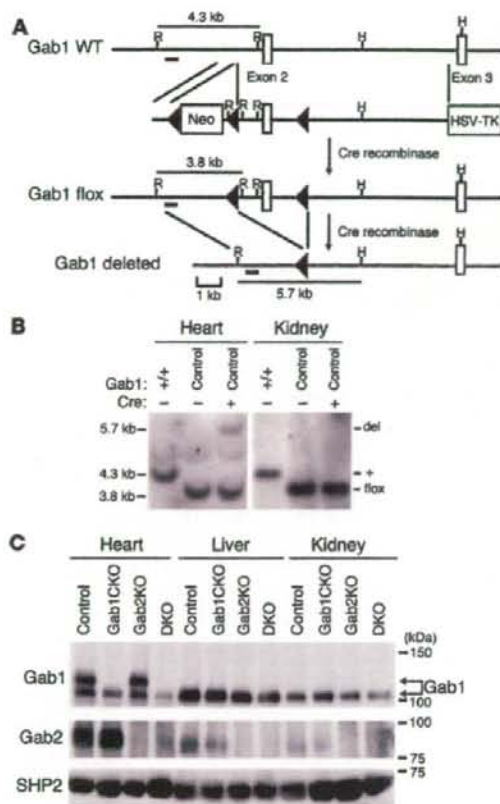 A
4.3 kb
Gab1 WT
R R H H
Exon 2 Exon 3
Neo R R R HSV-TK
Cre recombinase
3.8 kb H
Gab1 flox R R R H
Cre recombinase
R H H
Gab1 deleted
1 kb 5.7 kb
B
Heart Kidney
Gab1: +/+ Control Control +/+ Control Control
Cre: – – + – – +
5.7 kb– –del
4.3 kb– –+
3.8 kb– –flox
C
Heart Liver Kidney
Control Gab1CKO Gab2KO DKO Control Gab1CKO Gab2KO DKO Control Gab1CKO Gab2KO DKO
(kDa)
150
Gab1 Gab1
100
100
Gab2
75
75
SHP2